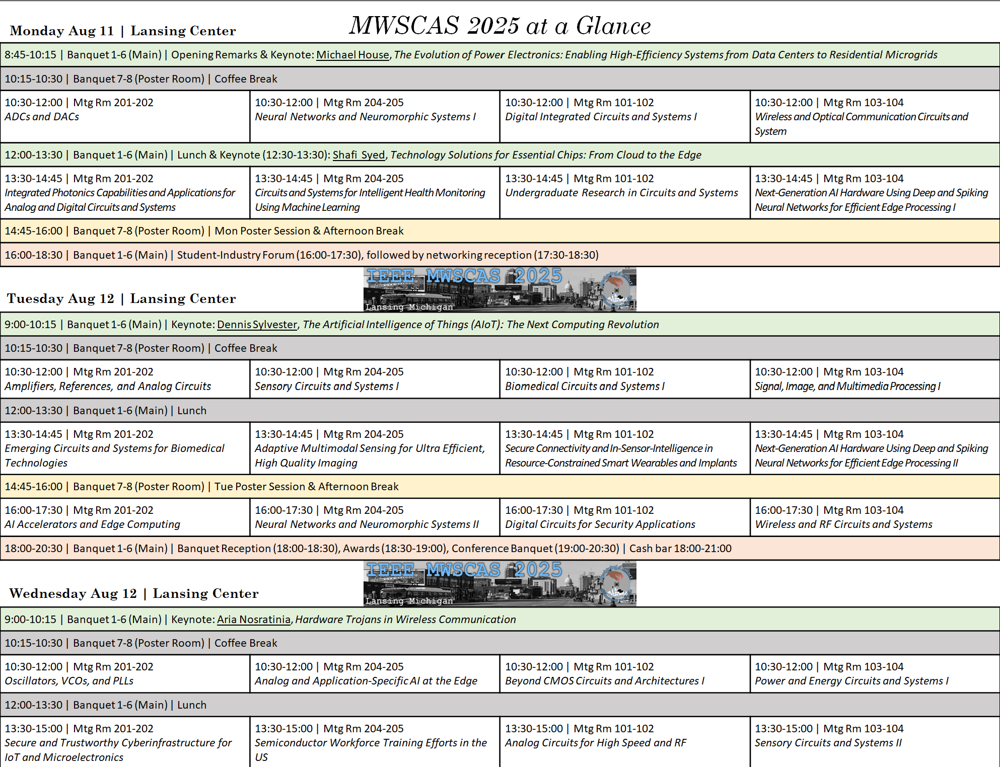 MWSCAS 2025 at a Glance
Monday Aug 11 | Lansing Center
8:45-10:15 | Banquet 1-6 (Main) | Opening Remarks & Keynote: Michael House, The Evolution of Power Electronics: Enabling High-Efficiency Systems from Data Centers to Residential Microgrids
10:15-10:30 | Banquet 7-8 (Poster Room) | Coffee Break
10:30-12:00 | Mtg Rm 201-202
ADCs and DACs
10:30-12:00 | Mtg Rm 204-205
Neural Networks and Neuromorphic Systems I
10:30-12:00 | Mtg Rm 101-102
Digital Integrated Circuits and Systems I
10:30-12:00 | Mtg Rm 103-104
Wireless and Optical Communication Circuits and
System
12:00-13:30 | Banquet 1-6 (Main) | Lunch & Keynote (12:30-13:30): Shafi Syed, Technology Solutions for Essential Chips: From Cloud to the Edge
13:30-14:45 | Mtg Rm 201-202
Integrated Photonics Capabilities and Applications for
Analog and Digital Circuits and Systems
13:30-14:45 | Mtg Rm 204-205
Circuits and Systems for Intelligent Health Monitoring
Using Machine Learning
13:30-14:45 | Mtg Rm 101-102
Undergraduate Research in Circuits and Systems
13:30-14:45 | Mtg Rm 103-104
Next-Generation AI Hardware Using Deep and Spiking
Neural Networks for Efficient Edge Processing I
14:45-16:00 | Banquet 7-8 (Poster Room) | Mon Poster Session & Afternoon Break
16:00-18:30 | Banquet 1-6 (Main) | Student-Industry Forum (16:00-17:30), followed by networking reception (17:30-18:30)
IEEE MWSCAS 2025
Lansing Michigan
Tuesday Aug 12 | Lansing Center
9:00-10:15 | Banquet 1-6 (Main) | Keynote: Dennis Sylvester, The Artificial Intelligence of Things (AIoT): The Next Computing Revolution
10:15-10:30 | Banquet 7-8 (Poster Room) | Coffee Break
10:30-12:00 | Mtg Rm 201-202
Amplifiers, References, and Analog Circuits
10:30-12:00 | Mtg Rm 204-205
Sensory Circuits and Systems I
10:30-12:00 | Mtg Rm 101-102
Biomedical Circuits and Systems I
10:30-12:00 | Mtg Rm 103-104
Signal, Image, and Multimedia Processing I
12:00-13:30 | Banquet 1-6 (Main) | Lunch
13:30-14:45 | Mtg Rm 201-202
Emerging Circuits and Systems for Biomedical
Technologies
13:30-14:45 | Mtg Rm 204-205
Adaptive Multimodal Sensing for Ultra Efficient,
High Quality Imaging
13:30-14:45 | Mtg Rm 101-102
Secure Connectivity and In-Sensor-Intelligence in
Resource-Constrained Smart Wearables and Implants
13:30-14:45 | Mtg Rm 103-104
Next-Generation AI Hardware Using Deep and Spiking
Neural Networks for Efficient Edge Processing II
14:45-16:00 | Banquet 7-8 (Poster Room) | Tue Poster Session & Afternoon Break
16:00-17:30 | Mtg Rm 201-202
AI Accelerators and Edge Computing
16:00-17:30 | Mtg Rm 204-205
Neural Networks and Neuromorphic Systems II
16:00-17:30 | Mtg Rm 101-102
Digital Circuits for Security Applications
16:00-17:30 | Mtg Rm 103-104
Wireless and RF Circuits and Systems
18:00-20:30 | Banquet 1-6 (Main) | Banquet Reception (18:00-18:30), Awards (18:30-19:00), Conference Banquet (19:00-20:30) | Cash bar 18:00-21:00
IEEE MWSCAS 2025
Lansing Michigan
Wednesday Aug 12 | Lansing Center
9:00-10:15 | Banquet 1-6 (Main) | Keynote: Aria Nosratinia, Hardware Trojans in Wireless Communication
10:15-10:30 | Banquet 7-8 (Poster Room) | Coffee Break
10:30-12:00 | Mtg Rm 201-202
Oscillators, VCOs, and PLLs
10:30-12:00 | Mtg Rm 204-205
Analog and Application-Specific AI at the Edge
10:30-12:00 | Mtg Rm 101-102
Beyond CMOS Circuits and Architectures I
10:30-12:00 | Mtg Rm 103-104
Power and Energy Circuits and Systems I
12:00-13:30 | Banquet 1-6 (Main) | Lunch
13:30-15:00 | Mtg Rm 201-202
Secure and Trustworthy Cyberinfrastructure for
IoT and Microelectronics
13:30-15:00 | Mtg Rm 204-205
Semiconductor Workforce Training Efforts in the
US
13:30-15:00 | Mtg Rm 101-102
Analog Circuits for High Speed and RF
13:30-15:00 | Mtg Rm 103-104
Sensory Circuits and Systems II